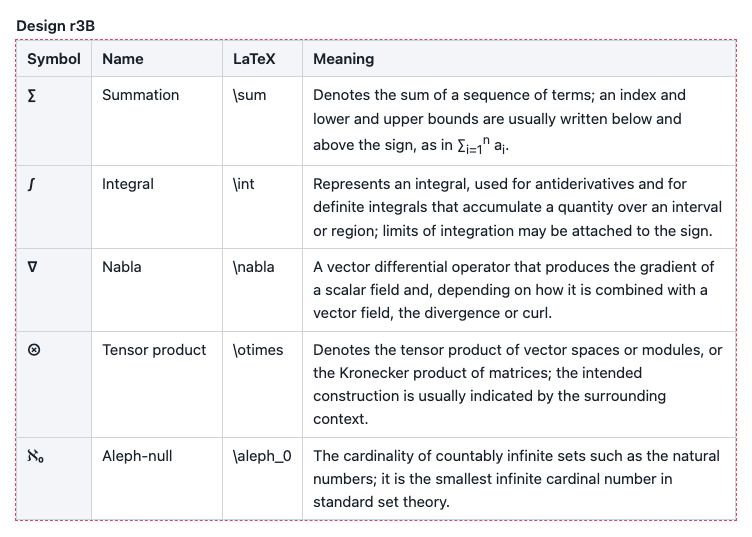 Design r3B
Symbol Name LaTeX Meaning
∑ Summation \sum Denotes the sum of a sequence of terms; an index and
lower and upper bounds are usually written below and
above the sign, as in ∑i=1n ai.
∫ Integral \int Represents an integral, used for antiderivatives and for
definite integrals that accumulate a quantity over an interval
or region; limits of integration may be attached to the sign.
∇ Nabla \nabla A vector differential operator that produces the gradient of
a scalar field and, depending on how it is combined with a
vector field, the divergence or curl.
⊗ Tensor product \otimes Denotes the tensor product of vector spaces or modules, or
the Kronecker product of matrices; the intended
construction is usually indicated by the surrounding
context.
ℵ₀ Aleph-null \aleph_0 The cardinality of countably infinite sets such as the natural
numbers; it is the smallest infinite cardinal number in
standard set theory.